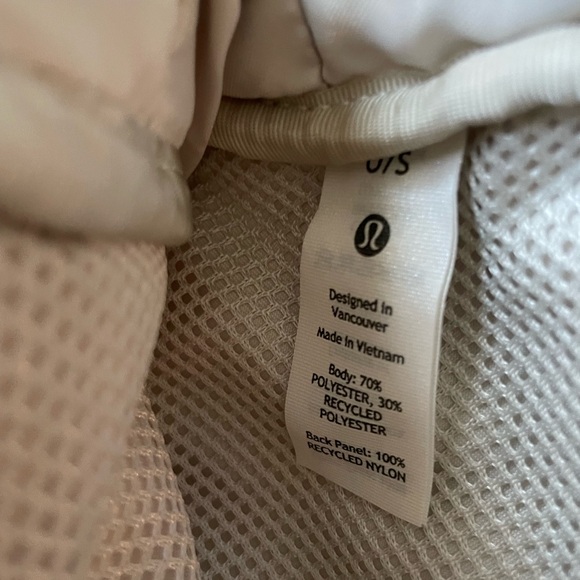 O/S
Designed in
Vancouver
Made in Vietnam
Body: 70%
POLYESTER, 30%
RECYCLED
POLYESTER
Back Panel: 100%
RECYCLED NYLON